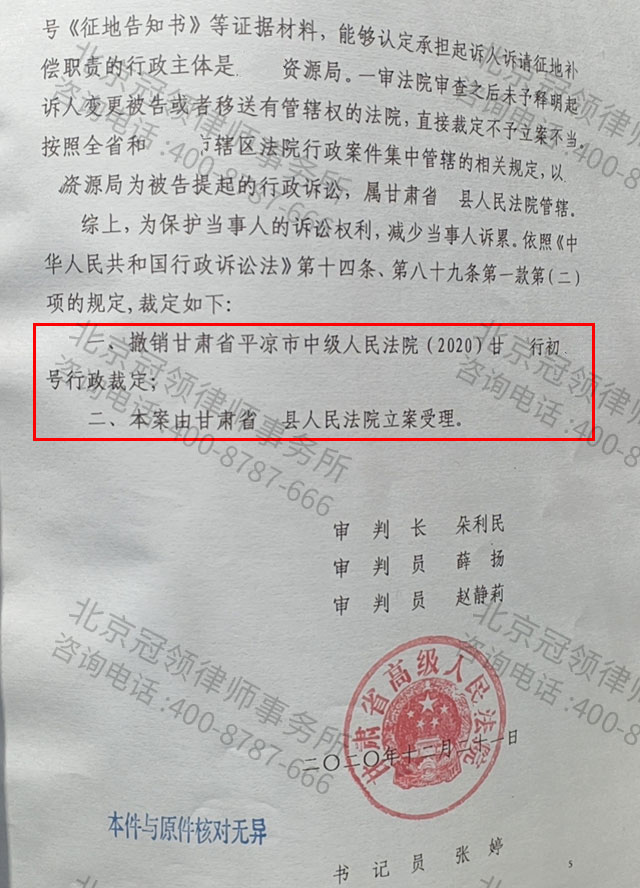 号《征地告知书》等证据材料，能够认定承担起诉人诉请征地补
偿职责的行政主体是 资源局。一审法院审查之后未予释明起
诉人变更被告或者移送有管辖权的法院，直接裁定不予立案不当。
按照全省和 辖区法院行政案件集中管辖的相关规定，以
资源局为被告提起的行政诉讼，属甘肃省 县人民法院管辖。
综上，为保护当事人的诉讼权利，减少当事人诉累。依照《中
华人民共和国行政诉讼法》第十四条、第八十九条第一款第（二）
项的规定，裁定如下：
一、撤销甘肃省平凉市中级人民法院（2020）甘 行初
号行政裁定；
二、本案由甘肃省 县人民法院立案受理。
审 判 长 朵利民
审 判 员 薛 扬
审 判 员 赵静莉
甘肃省高级人民法院
二〇二〇年十二月二十一日
本件与原件核对无异
书 记 员 张 婷
5
北京冠领律师事务所
咨询电话:400-8787-666